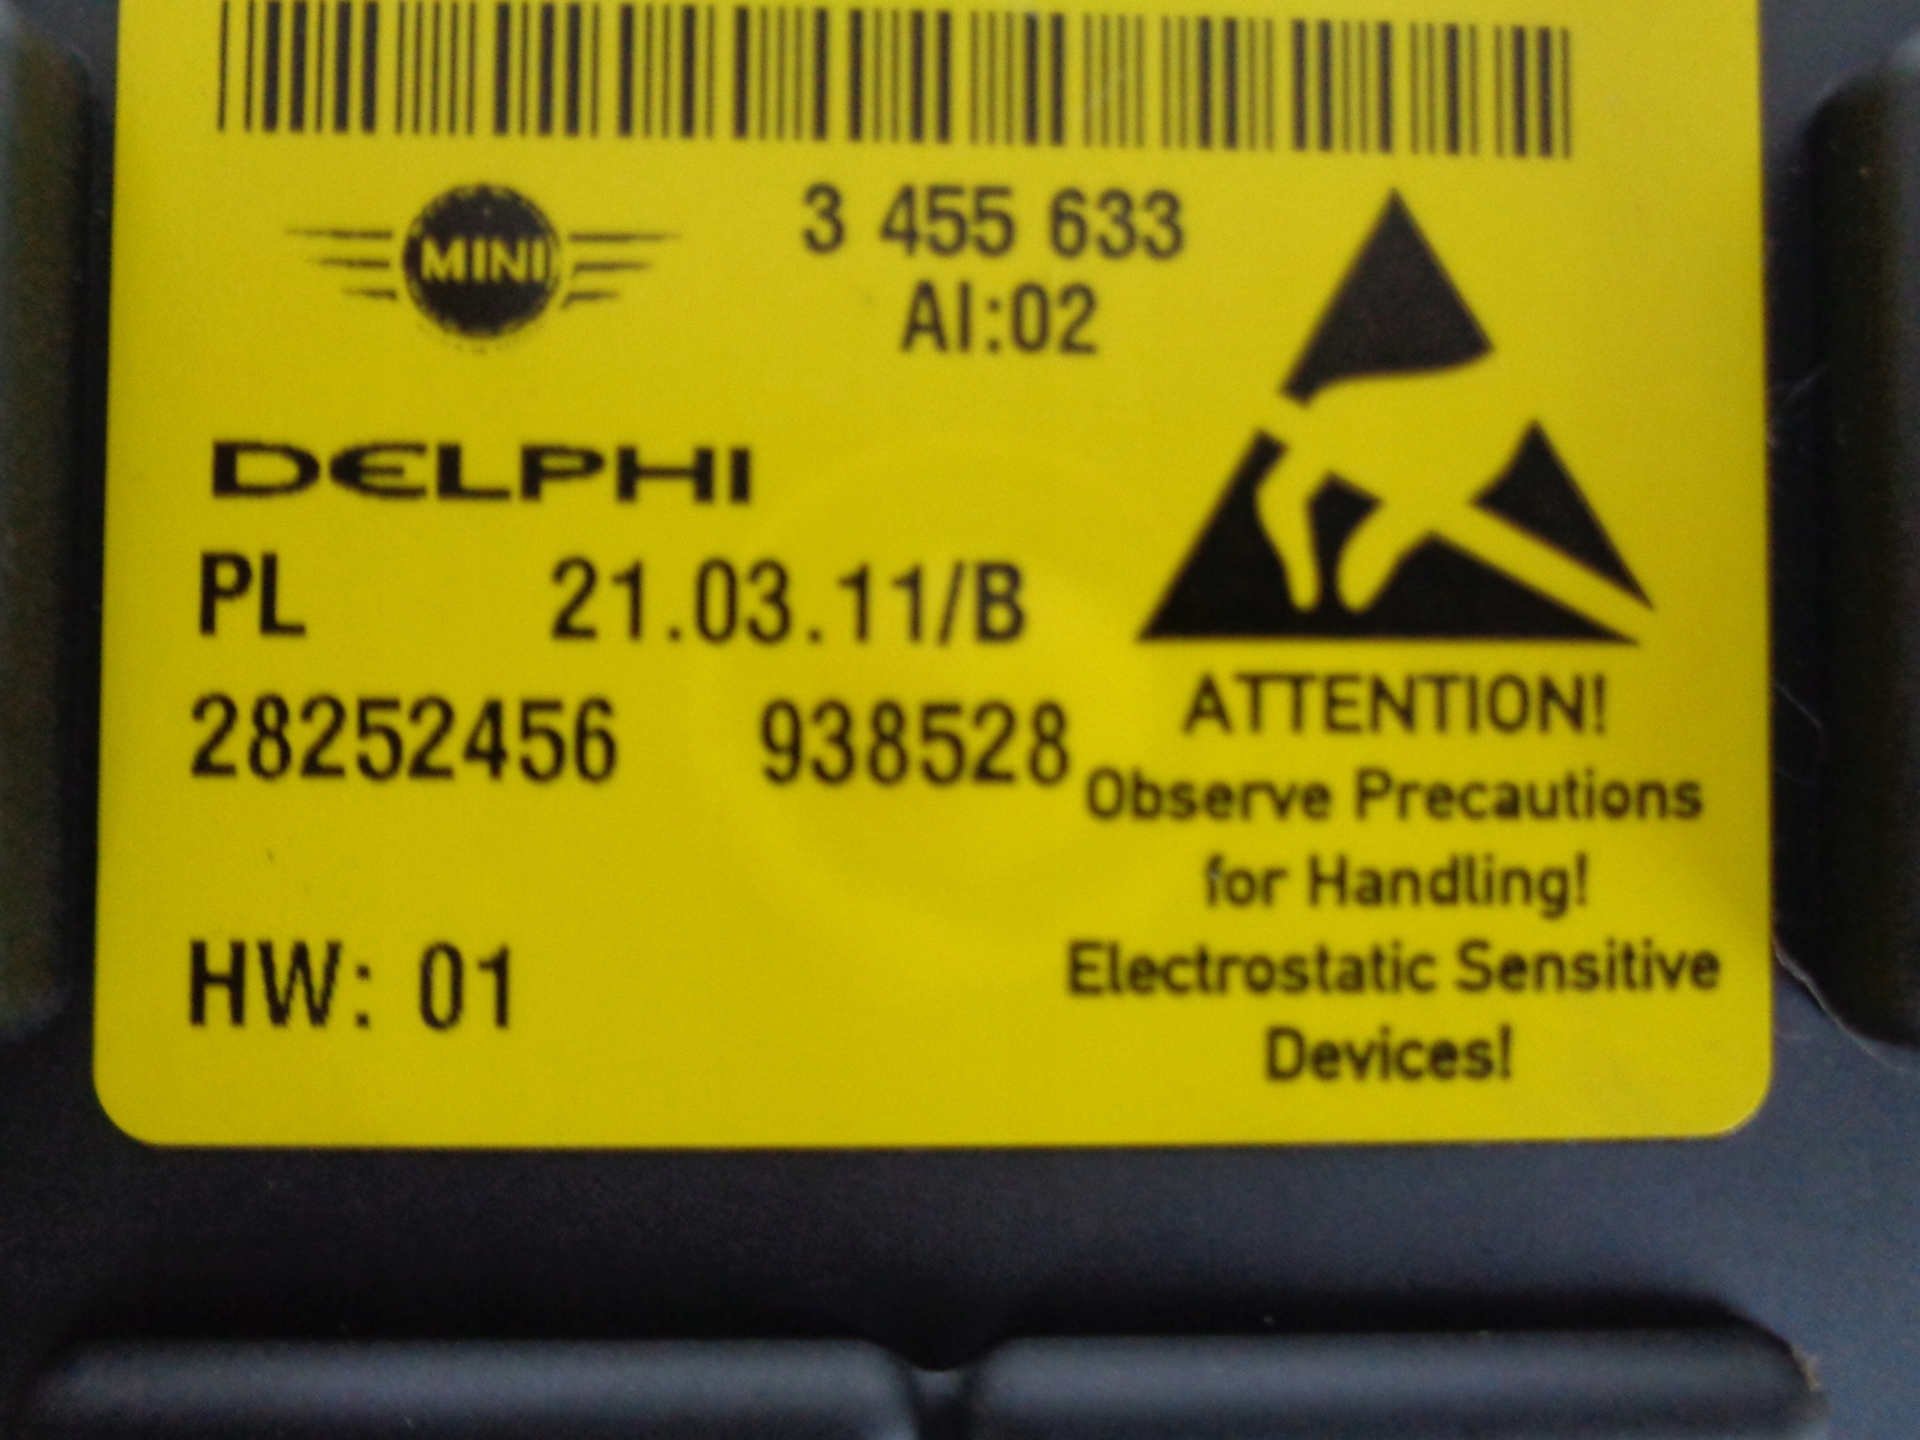 MINI
3 455 633
AI:02
DELPHI
PL 21.03.11/B
28252456 938528
HW: 01
ATTENTION!
Observe Precautions
for Handling!
Electrostatic Sensitive
Devices!